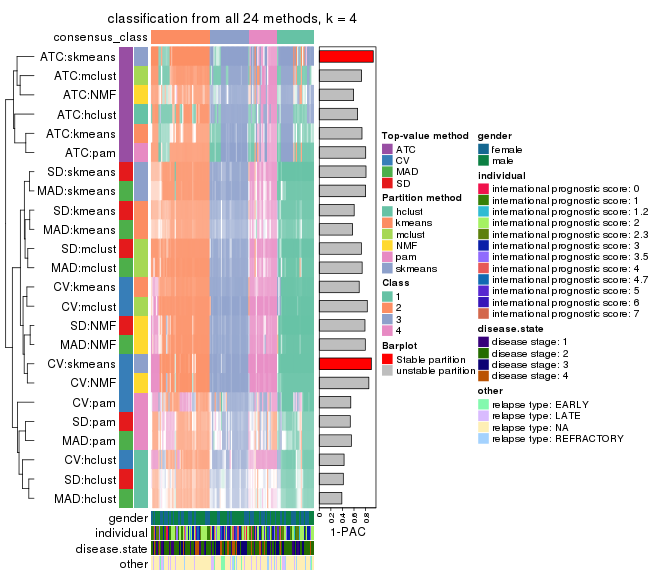 classification from all 24 methods, k = 4
consensus_class
ATC:skmeans
ATC:mclust
ATC:NMF
ATC:hclust
ATC:kmeans
ATC:pam
SD:skmeans
MAD:skmeans
SD:kmeans
MAD:kmeans
SD:mclust
MAD:mclust
CV:kmeans
CV:mclust
SD:NMF
MAD:NMF
CV:skmeans
CV:NMF
CV:pam
SD:pam
MAD:pam
CV:hclust
SD:hclust
MAD:hclust
gender
individual
disease.state
other
0
0.2
0.4
0.6
0.8
1-PAC
Top-value method
ATC
CV
MAD
SD
Partition method
hclust
kmeans
mclust
NMF
pam
skmeans
Class
1
2
3
4
Barplot
Stable partition
unstable partition
gender
female
male
individual
international prognostic score: 0
international prognostic score: 1
international prognostic score: 1.2
international prognostic score: 2
international prognostic score: 2.3
international prognostic score: 3
international prognostic score: 3.5
international prognostic score: 4
international prognostic score: 4.7
international prognostic score: 5
international prognostic score: 6
international prognostic score: 7
disease.state
disease stage: 1
disease stage: 2
disease stage: 3
disease stage: 4
other
relapse type: EARLY
relapse type: LATE
relapse type: NA
relapse type: REFRACTORY